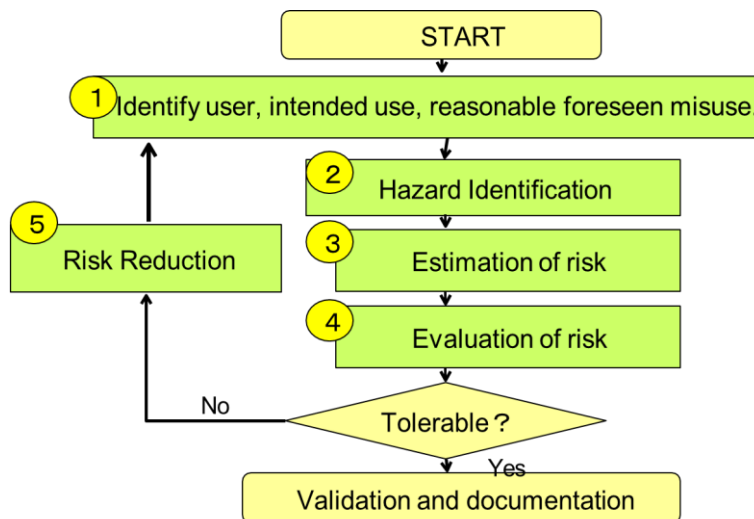 START
1
Identify user, intended use, reasonable foreseen misuse.
2
Hazard Identification
5
Risk Reduction
3
Estimation of risk
4
Evaluation of risk
No
Tolerable？
Yes
Validation and documentation